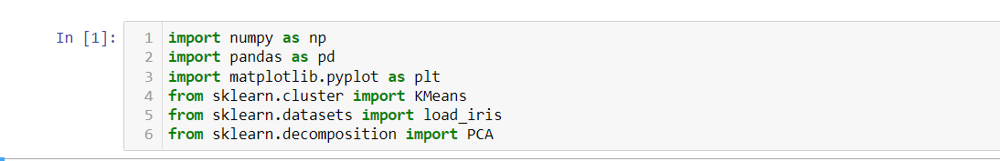 In [1]:
1 import numpy as np
2 import pandas as pd
3 import matplotlib.pyplot as plt
4 from sklearn.cluster import KMeans
5 from sklearn.datasets import load_iris
6 from sklearn.decomposition import PCA